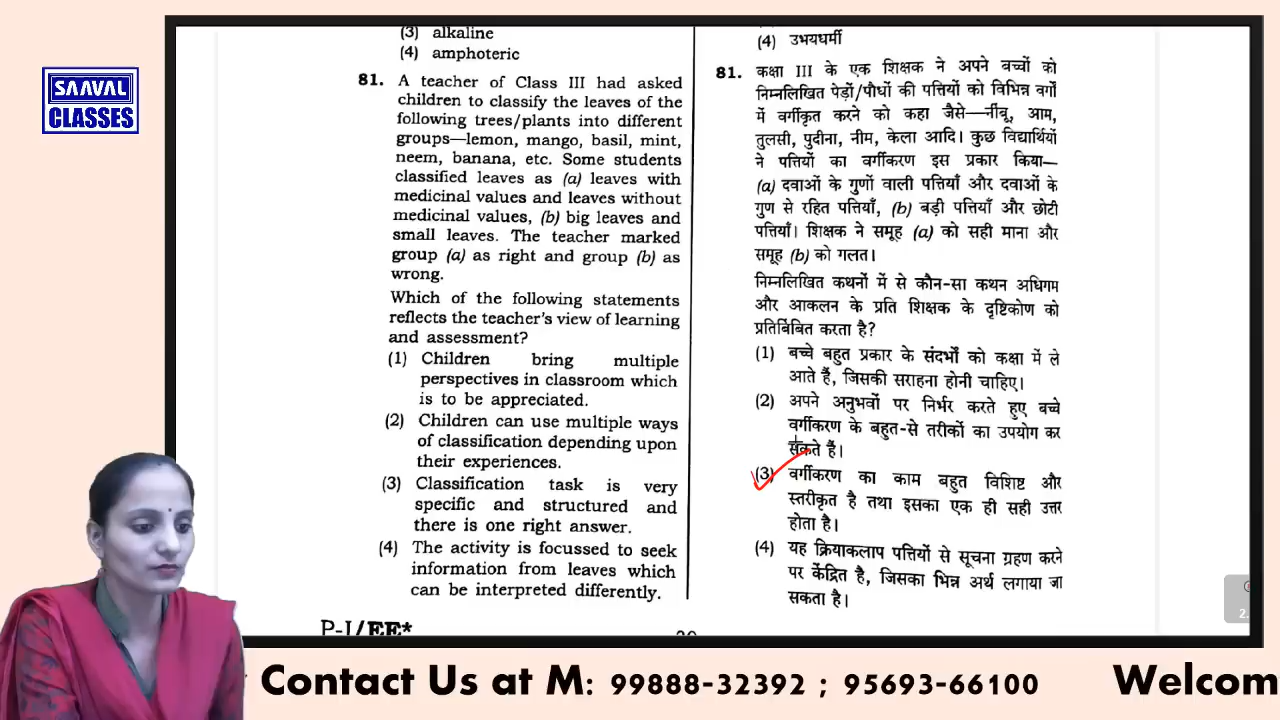 SAAVAL
CLASSES
(3) alkaline
(4) amphoteric
81. A teacher of Class III had asked
children to classify the leaves of the
following trees/plants into different
groups—lemon, mango, basil, mint,
neem, banana, etc. Some students
classified leaves as (a) leaves with
medicinal values and leaves without
medicinal values, (b) big leaves and
small leaves. The teacher marked
group (a) as right and group (b) as
wrong.
Which of the following statements
reflects the teacher's view of learning
and assessment?
(1) Children bring multiple
perspectives in classroom which
is to be appreciated.
(2) Children can use multiple ways
of classification depending upon
their experiences.
(3) Classification task is very
specific and structured and
there is one right answer.
(4) The activity is focussed to seek
information from leaves which
can be interpreted differently.
P-I/EE*
(4) उभयधर्मी
81. कक्षा III के एक शिक्षक ने अपने बच्चों को
निम्नलिखित पेड़ों/पौधों की पत्तियों को विभिन्न वर्गों
में वर्गीकृत करने को कहा जैसे—नींबू, आम,
तुलसी, पुदीना, नीम, केला आदि। कुछ विद्यार्थियों
ने पत्तियों का वर्गीकरण इस प्रकार किया—
(a) दवाओं के गुणों वाली पत्तियाँ और दवाओं के
गुण से रहित पत्तियाँ, (b) बड़ी पत्तियाँ और छोटी
पत्तियाँ। शिक्षक ने समूह (a) को सही माना और
समूह (b) को गलत।
निम्नलिखित कथनों में से कौन-सा कथन अधिगम
और आकलन के प्रति शिक्षक के दृष्टिकोण को
प्रतिबिंबित करता है?
(1) बच्चे बहुत प्रकार के संदर्भों को कक्षा में ले
आते हैं, जिसकी सराहना होनी चाहिए।
(2) अपने अनुभवों पर निर्भर करते हुए बच्चे
वर्गीकरण के बहुत-से तरीकों का उपयोग कर
सकते हैं।
(3) वर्गीकरण का काम बहुत विशिष्ट और
स्तरीकृत है तथा इसका एक ही सही उत्तर
होता है।
(4) यह क्रियाकलाप पत्तियों से सूचना ग्रहण करने
पर केंद्रित है, जिसका भिन्न अर्थ लगाया जा
सकता है।
Contact Us at M: 99888-32392 ; 95693-66100 Welcom